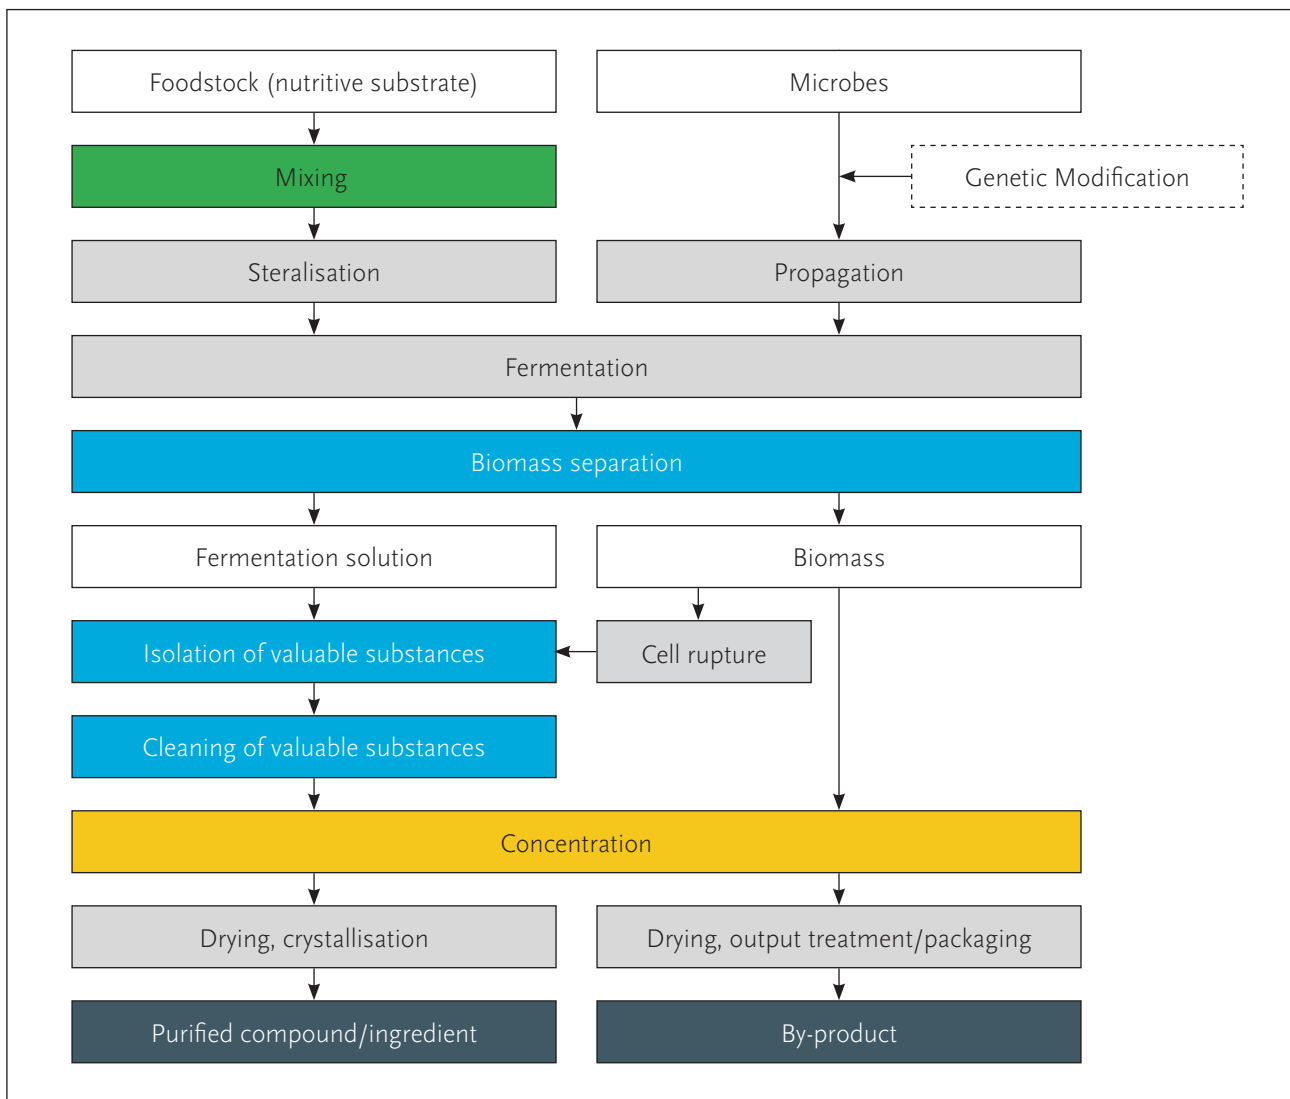 Foodstock (nutritive substrate)
Microbes
Mixing
Genetic Modification
Steralisation
Propagation
Fermentation
Biomass separation
Fermentation solution
Biomass
Isolation of valuable substances
Cell rupture
Cleaning of valuable substances
Concentration
Drying, crystallisation
Drying, output treatment/packaging
Purified compound/ingredient
By-product